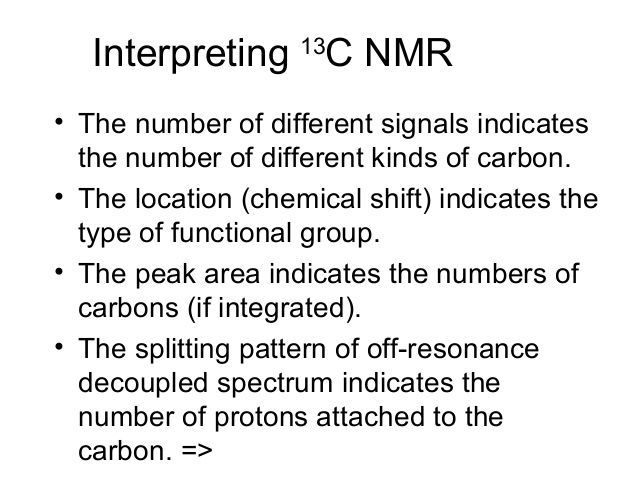 Interpreting ¹³C NMR
• The number of different signals indicates
the number of different kinds of carbon.
• The location (chemical shift) indicates the
type of functional group.
• The peak area indicates the numbers of
carbons (if integrated).
• The splitting pattern of off-resonance
decoupled spectrum indicates the
number of protons attached to the
carbon. =>